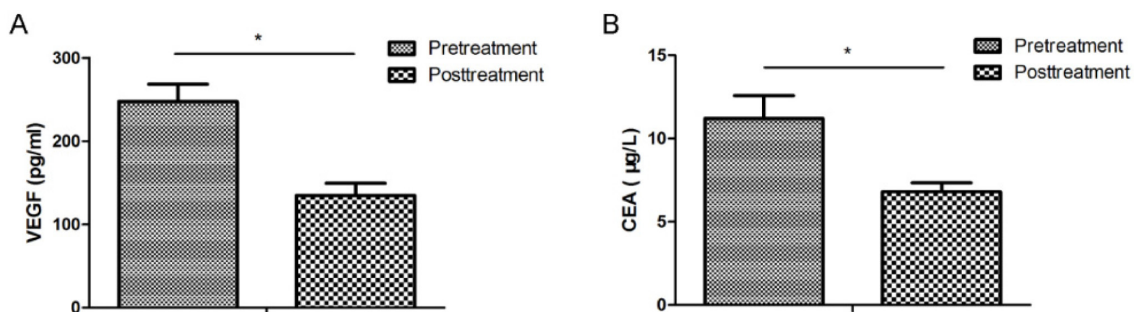 A
VEGF (pg/ml)
300
200
100
0
*
Pretreatment
Posttreatment
B
CEA ( µg/L)
15
10
5
0
*
Pretreatment
Posttreatment